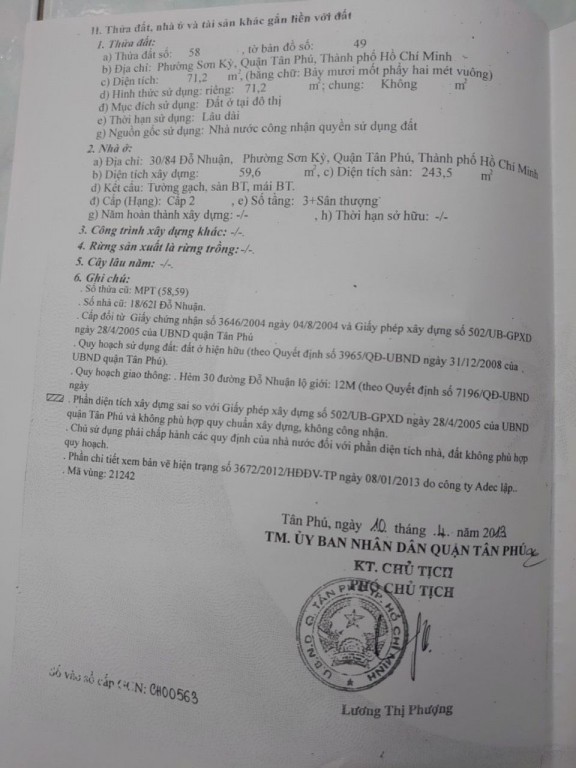 II. Thửa đất, nhà ở và tài sản khác gắn liền với đất
1. Thửa đất:
a) Thửa đất số: 58 , tờ bản đồ số: 49
b) Địa chỉ: Phường Sơn Kỳ, Quận Tân Phú, Thành phố Hồ Chí Minh
c) Diện tích: 71,2 m², (bằng chữ: Bảy mươi mốt phẩy hai mét vuông)
d) Hình thức sử dụng: riêng: 71,2 m²; chung: Không m²
đ) Mục đích sử dụng: Đất ở tại đô thị
e) Thời hạn sử dụng: Lâu dài
g) Nguồn gốc sử dụng: Nhà nước công nhận quyền sử dụng đất
2. Nhà ở:
a) Địa chỉ: 30/84 Đỗ Nhuận, Phường Sơn Kỳ, Quận Tân Phú, Thành phố Hồ Chí Minh
b) Diện tích xây dựng: 59,6 m², c) Diện tích sàn: 243,5 m²
d) Kết cấu: Tường gạch, sàn BT, mái BT.
đ) Cấp (Hạng): Cấp 2 , e) Số tầng: 3+Sân thượng
g) Năm hoàn thành xây dựng: -/- , h) Thời hạn sở hữu: -/-
3. Công trình xây dựng khác: -/-.
4. Rừng sản xuất là rừng trồng: -/-.
5. Cây lâu năm: -/-.
6. Ghi chú:
. Số thửa cũ: MPT (58,59)
. Số nhà cũ: 18/62I Đỗ Nhuận.
. Cấp đổi từ Giấy chứng nhận số 3646/2004 ngày 04/8/2004 và Giấy phép xây dựng số 502/UB-GPXD
ngày 28/4/2005 của UBND quận Tân Phú
. Quy hoạch sử dụng đất: đất ở hiện hữu (theo Quyết định số 3965/QĐ-UBND ngày 31/12/2008 của
UBND quận Tân Phú).
. Quy hoạch giao thông: . Hẻm 30 đường Đỗ Nhuận lộ giới: 12M (theo Quyết định số 7196/QĐ-UBND
ngày
. Phần diện tích xây dựng sai so với Giấy phép xây dựng số 502/UB-GPXD ngày 28/4/2005 của UBND
quận Tân Phú và không phù hợp quy chuẩn xây dựng, không công nhận.
. Chủ sử dụng phải chấp hành các quy định của nhà nước đối với phần diện tích nhà, đất không phù hợp
quy hoạch.
. Phần chi tiết xem bản vẽ hiện trạng số 3672/2012/HĐĐV-TP ngày 08/01/2013 do công ty Adec lập..
. Mã vùng: 21242
Tân Phú, ngày 10 tháng .4. năm 2013
TM. ỦY BAN NHÂN DÂN QUẬN TÂN PHÚ
KT. CHỦ TỊCH
PHÓ CHỦ TỊCH
U.B.N.D Q. TÂN PHÚ T.P. HỒ CHÍ MINH
Lương Thị Phượng
Số vào sổ cấp GCN: CH00563